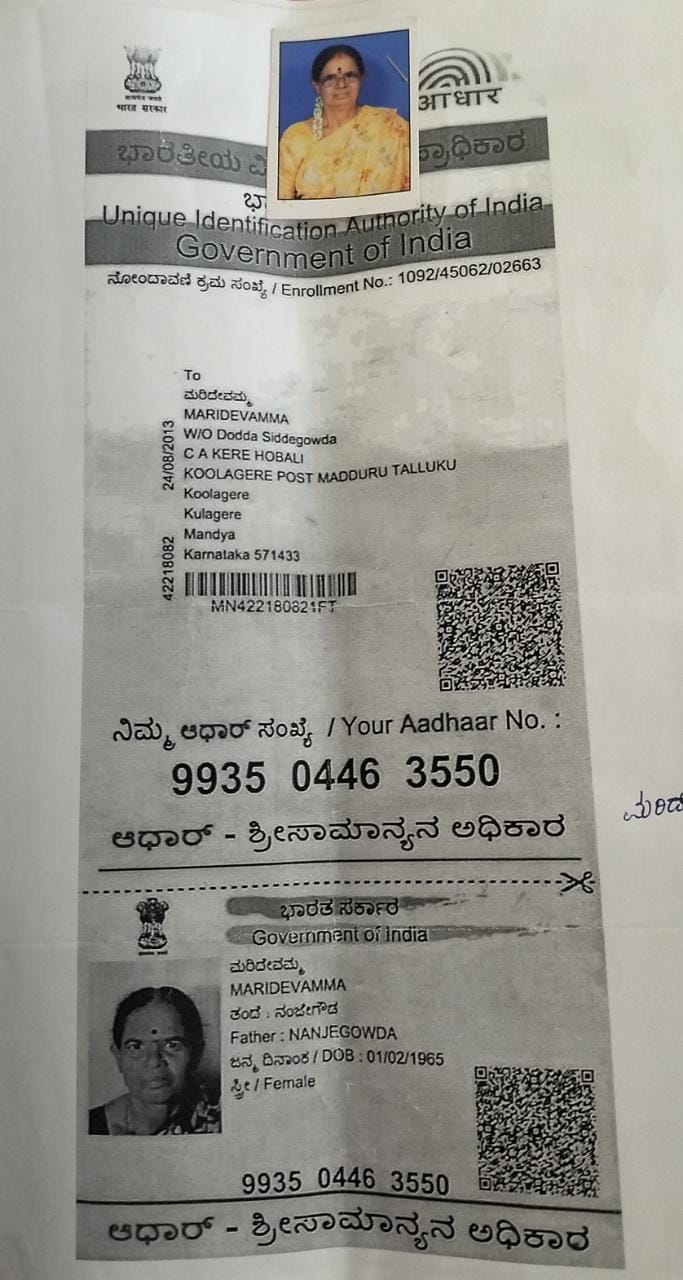 सत्यमेव जयते
भारत सरकार
आधार
ಭಾರತೀಯ ವಿ ಪ್ರಾಧಿಕಾರ
ಭಾ
Unique Identification Authority of India
Government of India
ನೋಂದಾವಣಿ ಕ್ರಮ ಸಂಖ್ಯೆ / Enrollment No.: 1092/45062/02663
To
ಮರಿದೇವಮ್ಮ
MARIDEVAMMA
W/O Dodda Siddegowda
C A KERE HOBALI
KOOLAGERE POST MADDURU TALLUKU
Koolagere
Kulagere
Mandya
Karnataka 571433
24/08/2013
42218082
MN422180821FT
ನಿಮ್ಮ ಆಧಾರ್ ಸಂಖ್ಯೆ / Your Aadhaar No. :
9935 0446 3550
ಆಧಾರ್ - ಶ್ರೀಸಾಮಾನ್ಯನ ಅಧಿಕಾರ
ಭಾರತ ಸರ್ಕಾರ
Government of India
ಮರಿದೇವಮ್ಮ
MARIDEVAMMA
ತಂದೆ : ನಂಜೇಗೌಡ
Father : NANJEGOWDA
ಜನ್ಮ ದಿನಾಂಕ / DOB : 01/02/1965
ಸ್ತ್ರೀ / Female
9935 0446 3550
ಆಧಾರ್ - ಶ್ರೀಸಾಮಾನ್ಯನ ಅಧಿಕಾರ